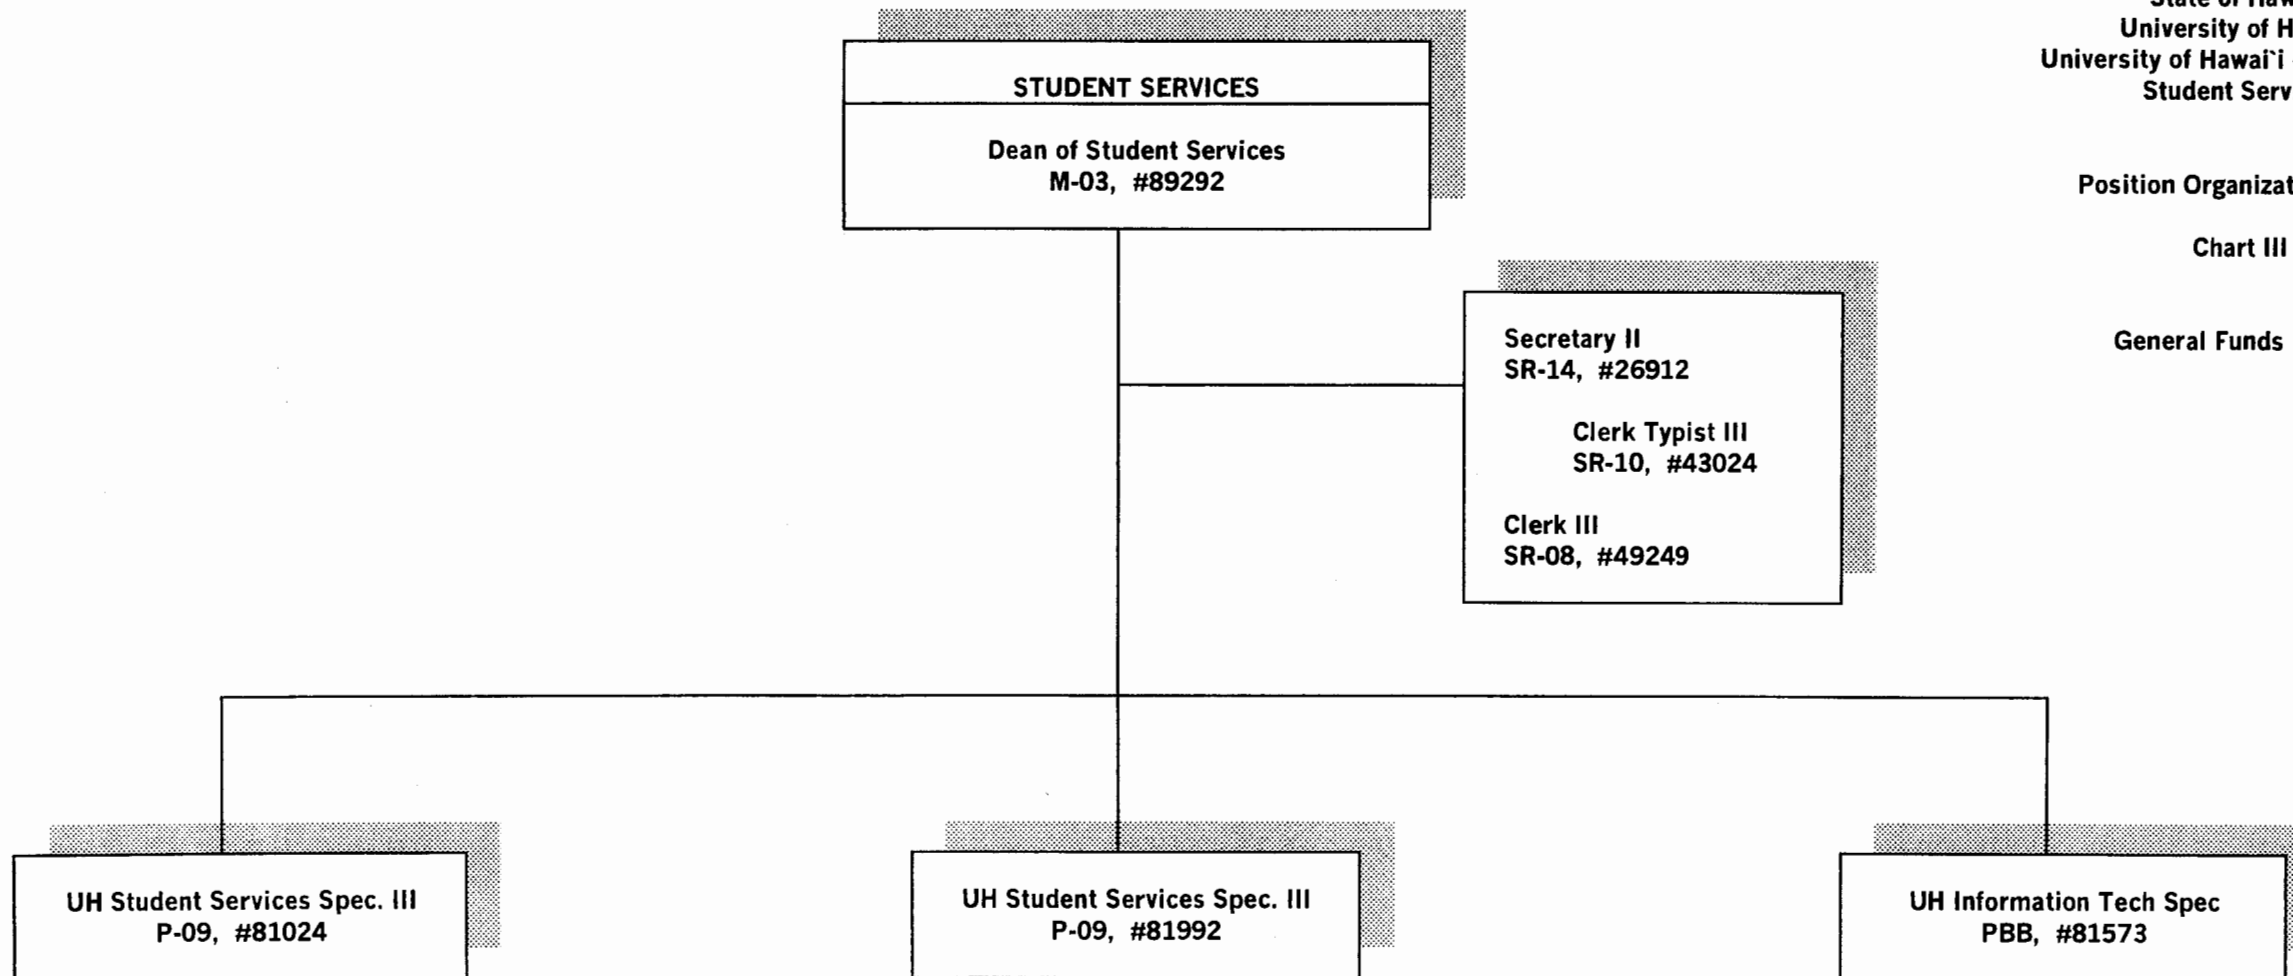 State of Haw
University of H
University of Hawai`i
Student Serv
Position Organizat
Chart III
General Funds
STUDENT SERVICES
Dean of Student Services
M-03, #89292
Secretary II
SR-14, #26912
Clerk Typist III
SR-10, #43024
Clerk III
SR-08, #49249
UH Student Services Spec. III
P-09, #81024
UH Student Services Spec. III
P-09, #81992
UH Information Tech Spec
PBB, #81573